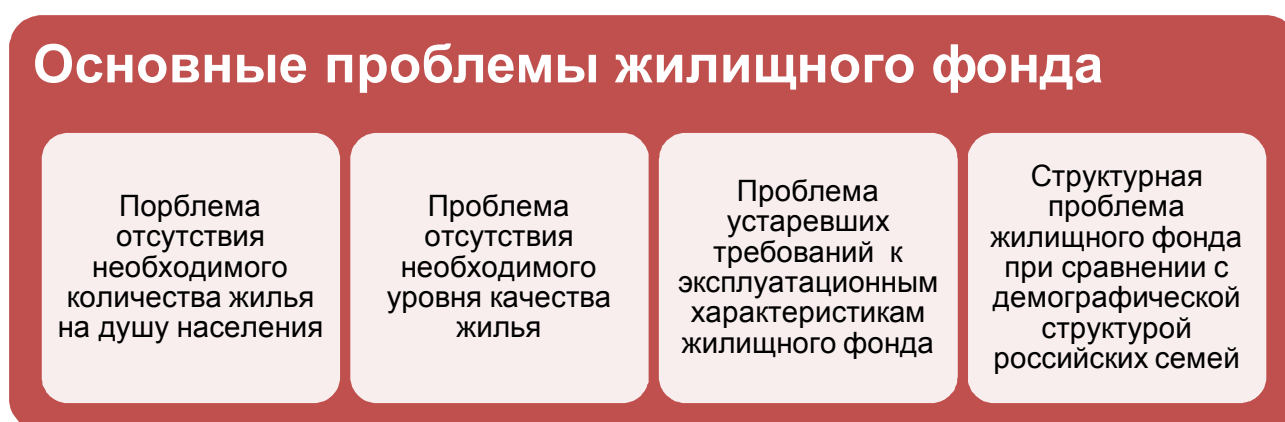 Основные проблемы жилищного фонда
Порблема
отсутствия
необходимого
количества жилья
на душу населения
Проблема
отсутствия
необходимого
уровня качества
жилья
Проблема
устаревших
требований к
эксплуатационным
характеристикам
жилищного фонда
Структурная
проблема
жилищного фонда
при сравнении с
демографической
структурой
российских семей